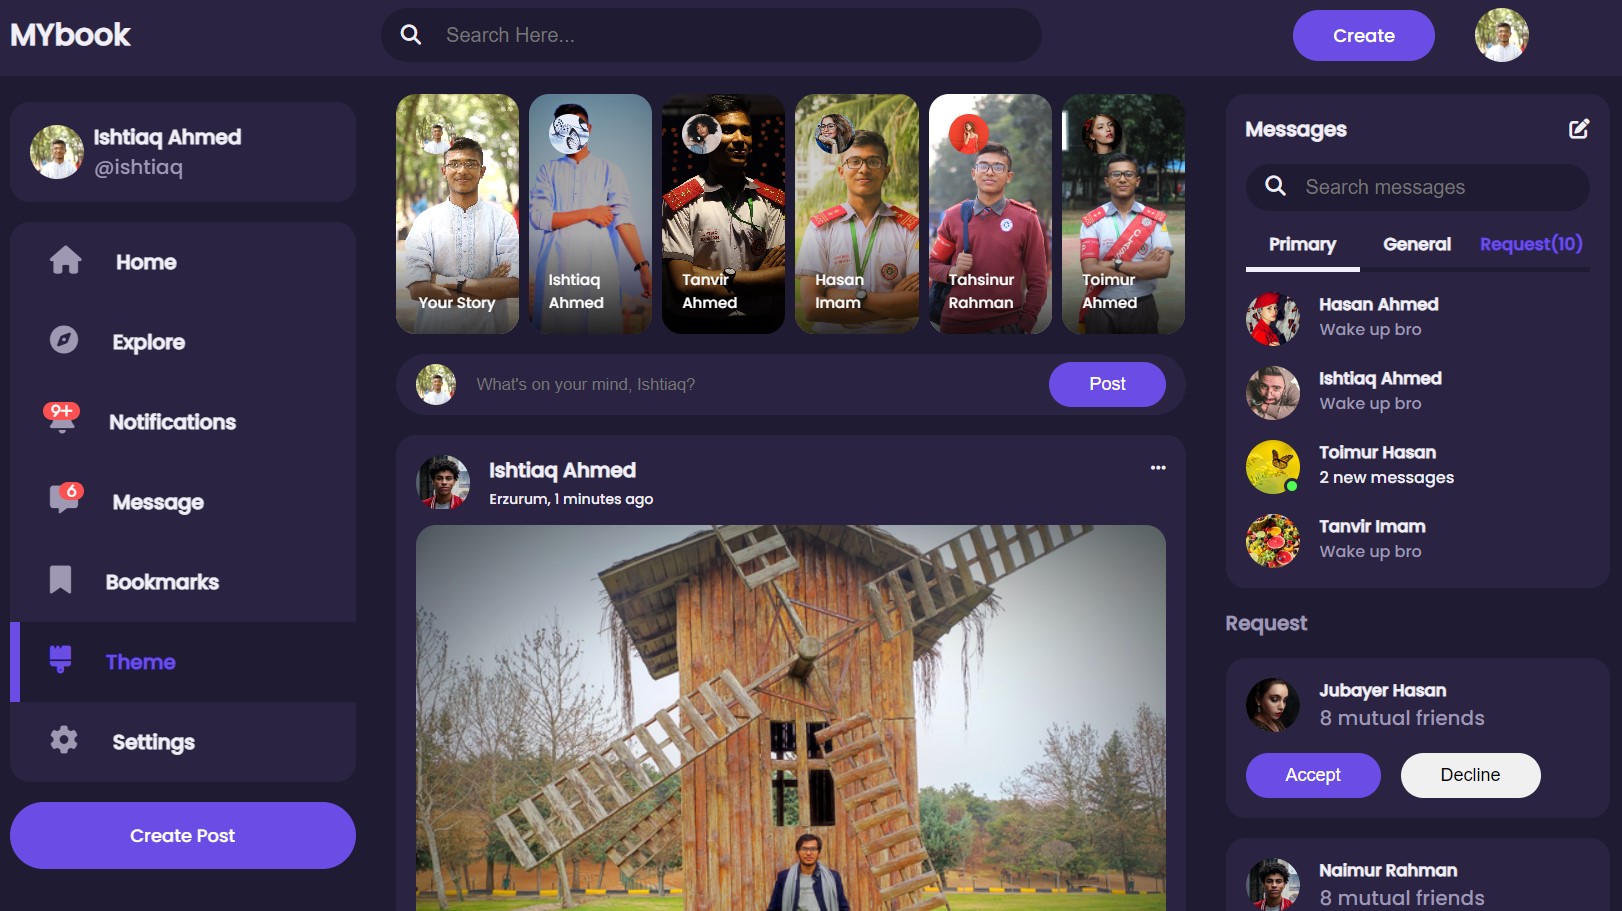 MYbook
Search Here...
Create
Ishtiaq Ahmed
@ishtiaq
Home
Explore
9+
Notifications
6
Message
Bookmarks
Theme
Settings
Create Post
Your Story
Ishtiaq
Ahmed
Tanvir
Ahmed
Hasan
Imam
Tahsinur
Rahman
Toimur
Ahmed
What's on your mind, Ishtiaq?
Post
Ishtiaq Ahmed
Erzurum, 1 minutes ago
Messages
Search messages
Primary
General
Request(10)
Hasan Ahmed
Wake up bro
Ishtiaq Ahmed
Wake up bro
Toimur Hasan
2 new messages
Tanvir Imam
Wake up bro
Request
Jubayer Hasan
8 mutual friends
Accept
Decline
Naimur Rahman
8 mutual friends